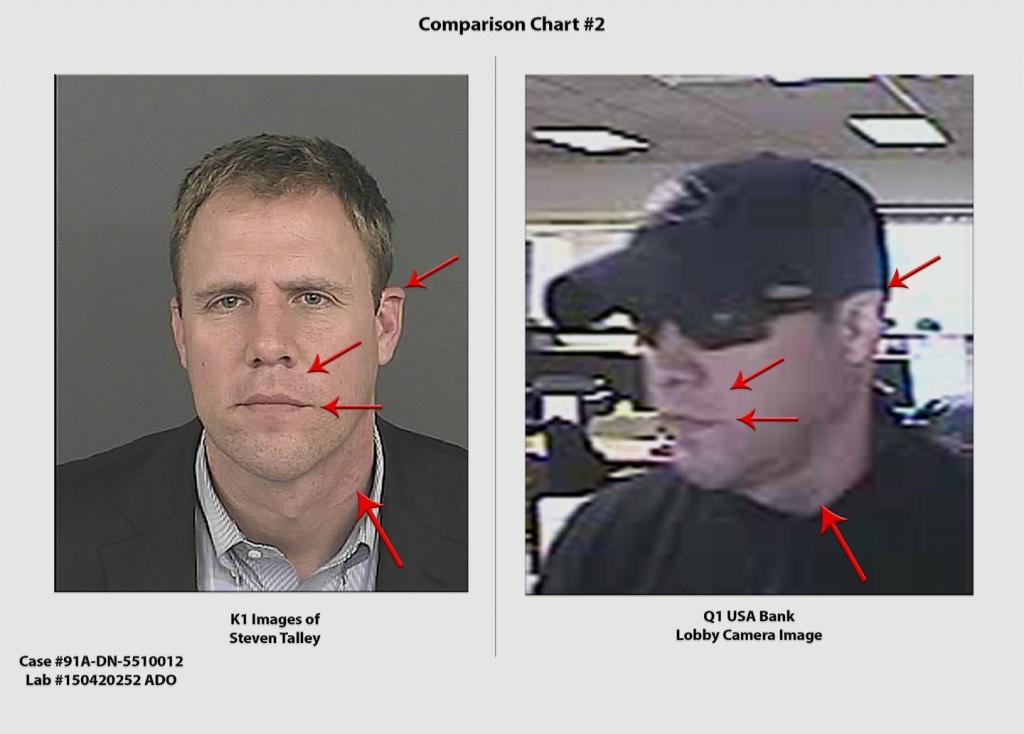 Comparison Chart #2
K1 Images of
Steven Talley
Q1 USA Bank
Lobby Camera Image
Case #91A-DN-5510012
Lab #150420252 ADO